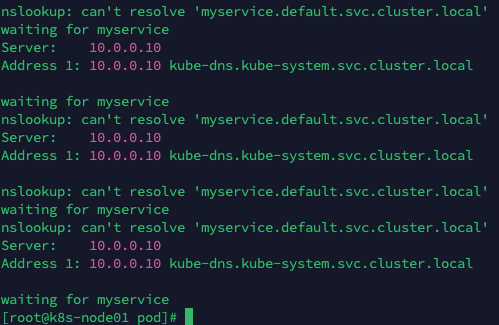 nslookup: can't resolve 'myservice.default.svc.cluster.local'
waiting for myservice
Server:    10.0.0.10
Address 1: 10.0.0.10 kube-dns.kube-system.svc.cluster.local
waiting for myservice
nslookup: can't resolve 'myservice.default.svc.cluster.local'
Server:    10.0.0.10
Address 1: 10.0.0.10 kube-dns.kube-system.svc.cluster.local
nslookup: can't resolve 'myservice.default.svc.cluster.local'
waiting for myservice
nslookup: can't resolve 'myservice.default.svc.cluster.local'
Server:    10.0.0.10
Address 1: 10.0.0.10 kube-dns.kube-system.svc.cluster.local
waiting for myservice
[root@k8s-node01 pod]#